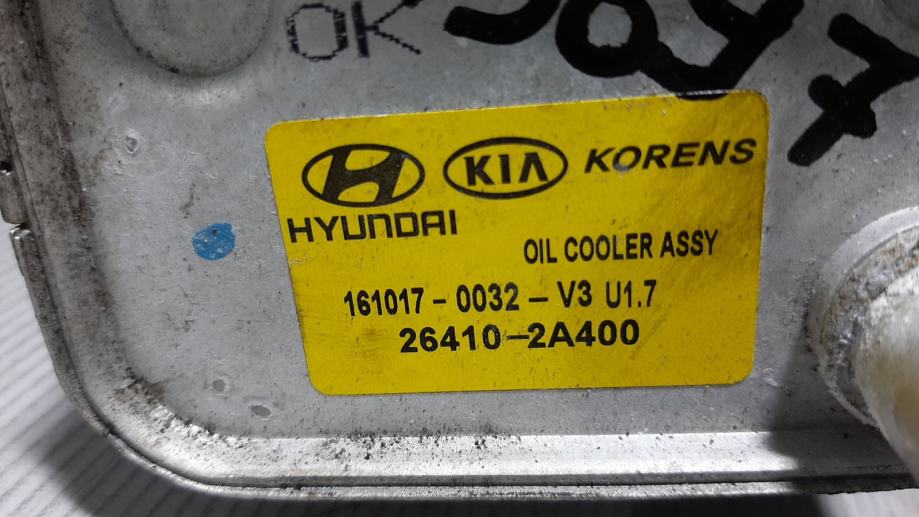 OK
KIA KORENS
HYUNDAI
OIL COOLER ASSY
161017-0032-V3 U1.7
26410-2A400